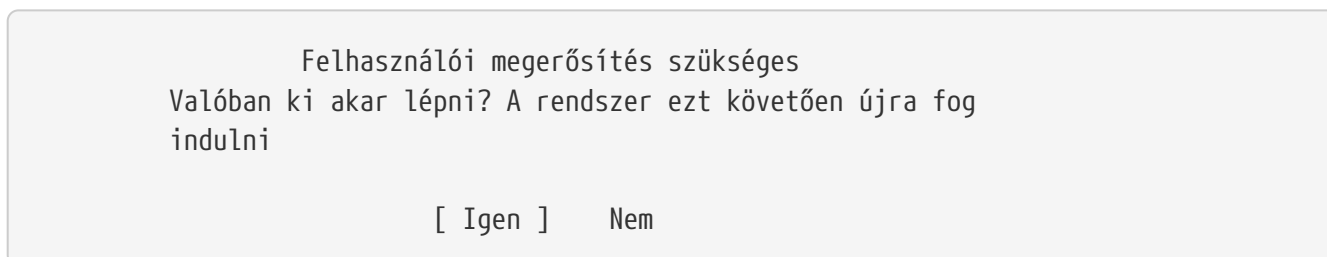 Felhasználói megerősítés szükséges
Valóban ki akar lépni? A rendszer ezt követően újra fog
indulni
[ Igen ] Nem